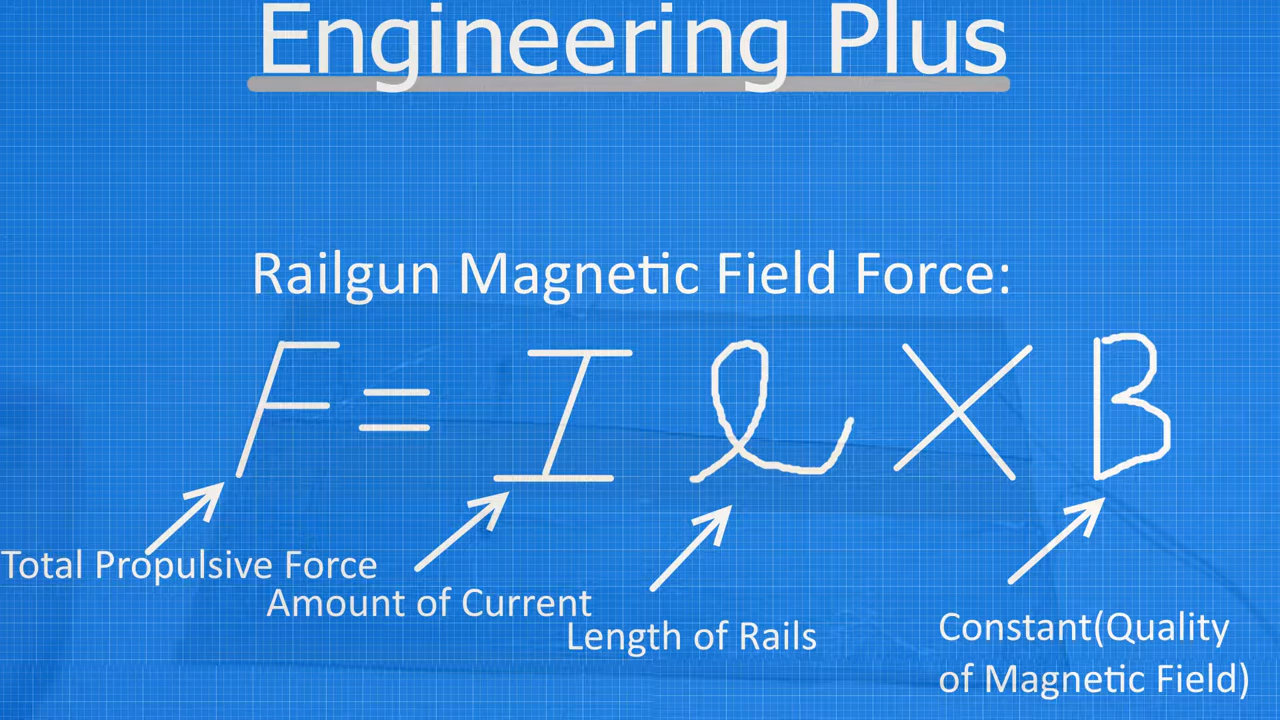 Engineering Plus
Railgun Magnetic Field Force:
F = I ℓ X B
Total Propulsive Force
Amount of Current
Length of Rails
Constant(Quality
of Magnetic Field)